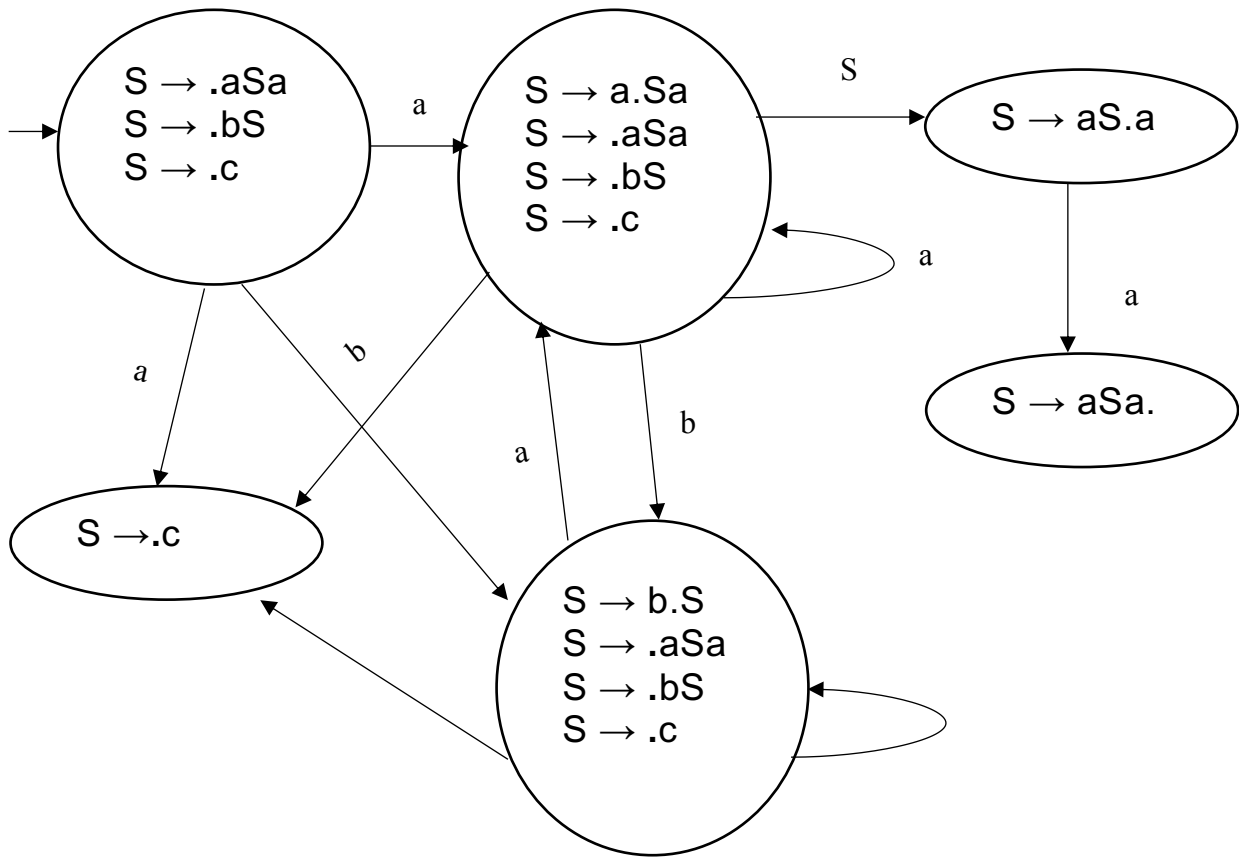 S → .aSa
S → .bS
S → .c
a
S → a.Sa
S → .aSa
S → .bS
S → .c
S
S → aS.a
a
a
S → aSa.
a
b
a
b
S →.c
S → b.S
S → .aSa
S → .bS
S → .c